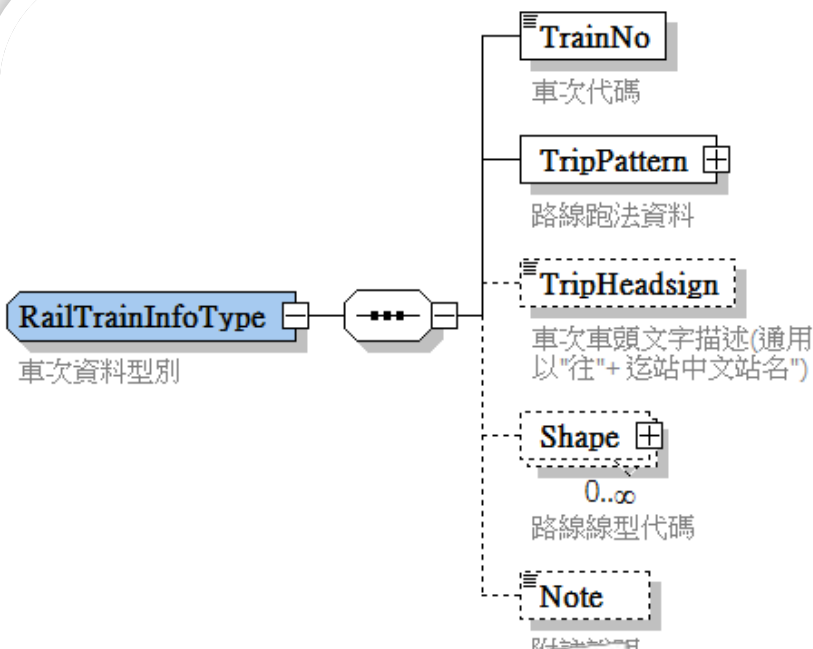 TrainNo
車次代碼
TripPattern
路線跑法資料
TripHeadsign
車次車頭文字描述(通用
以"往"+ 迄站中文站名")
RailTrainInfoType
車次資料型別
Shape
0..∞
路線線型代碼
Note